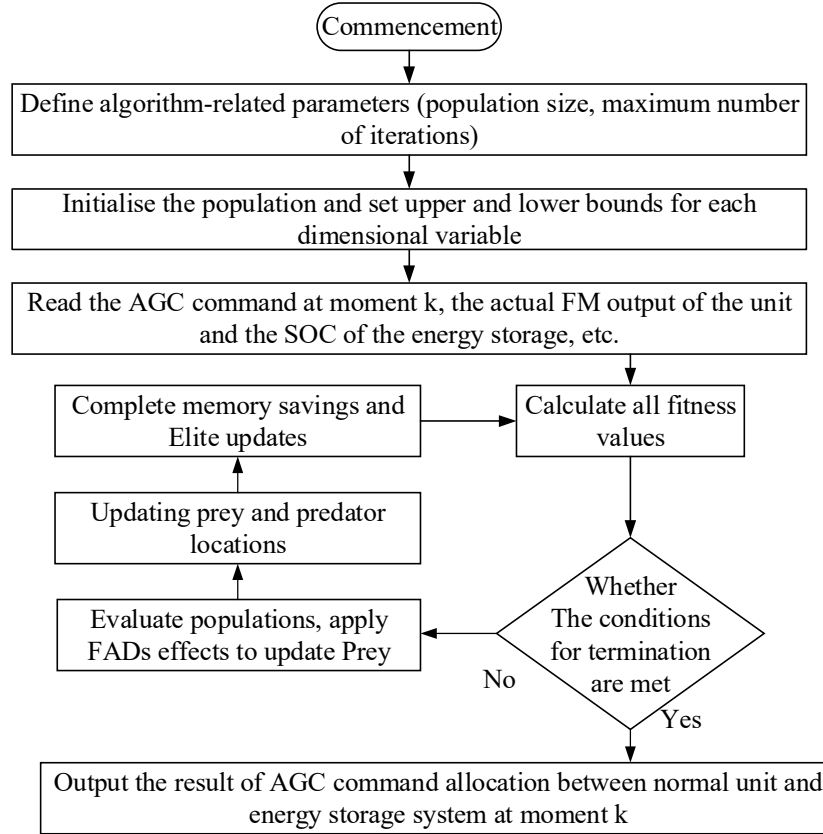 Commencement
Define algorithm-related parameters (population size, maximum number
of iterations)
Initialise the population and set upper and lower bounds for each
dimensional variable
Read the AGC command at moment k, the actual FM output of the unit
and the SOC of the energy storage, etc.
Complete memory savings and
Elite updates
Calculate all fitness
values
Updating prey and predator
locations
Evaluate populations, apply
FADs effects to update Prey
Whether
The conditions
for termination
are met
No
Yes
Output the result of AGC command allocation between normal unit and
energy storage system at moment k